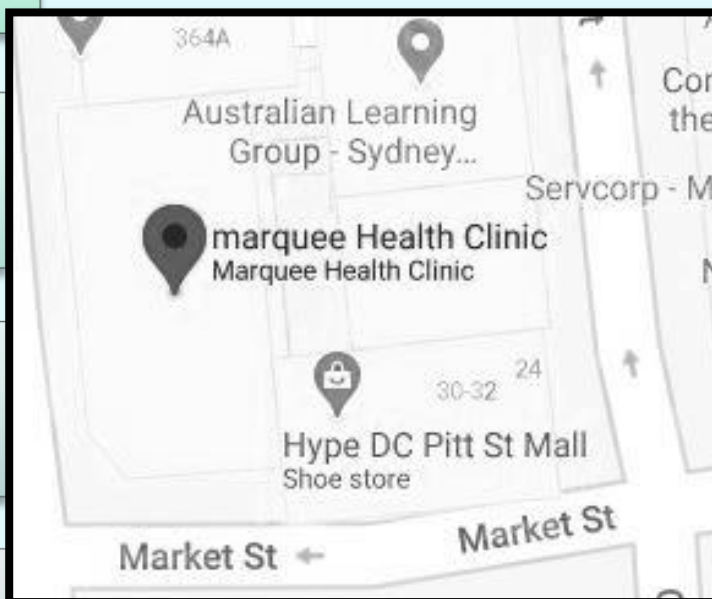 364A
Australian Learning
Group - Sydney...
Servcorp - M
marquee Health Clinic
Marquee Health Clinic
30-32
24
Hype DC Pitt St Mall
Shoe store
Market St
Market St